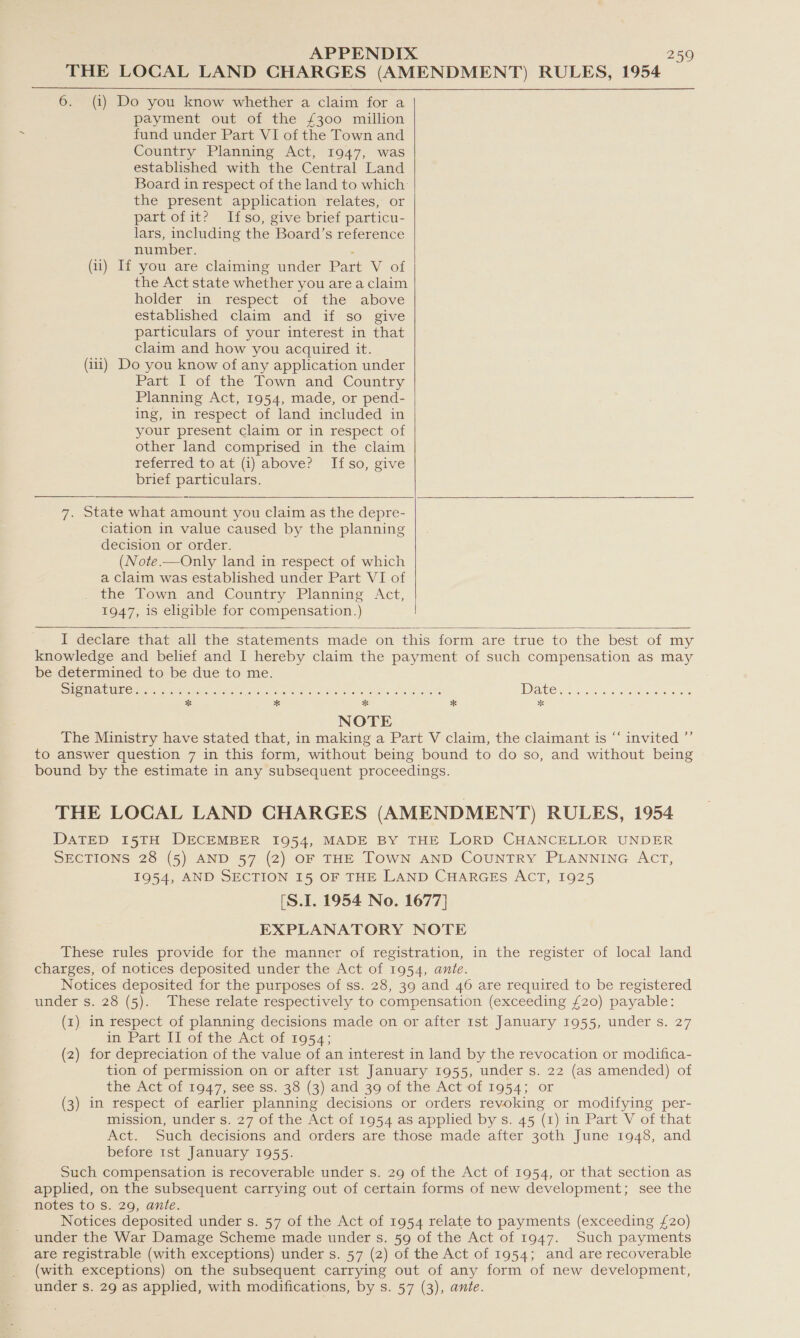 APPENDIX 259
THE LOCAL LAND CHARGES (AMENDMENT) RULES, 1954
6. (i) Do you know whether a claim for a
payment out of the £300 million
fund under Part VI of the Town and
Country Planning Act, 1947, was
established with the Central Land
Board in respect of the land to which
the present application relates, or
part of it? If so, give brief particu-
lars, including the Board's reference
number.
(ii) If you are claiming under Part V of
the Act state whether you are a claim
holder in respect of the above
established claim and if so give
particulars of your interest in that
claim and how you acquired it.
(iii) Do you know of any application under
Part I of the Town and Country
Planning Act, 1954, made, or pend-
ing, in respect of land included in
your present claim or in respect of
other land comprised in the claim
referred to at (i) above? If so, give
brief particulars.
7. State what amount you claim as the depre-
ciation in value caused by the planning
decision or order.
(Note.—Only land in respect of which
a claim was established under Part VI of
the Town and Country Planning Act,
1947, is eligible for compensation.)
I declare that all the statements made on this form are true to the best of my
knowledge and belief and I hereby claim the payment of such compensation as may
be determined to be due to me.
Signature........................................ Date..................
* * * * *
NOTE
The Ministry have stated that, in making a Part V claim, the claimant is “ invited ”
to answer question 7 in this form, without being bound to do so, and without being
bound by the estimate in any subsequent proceedings.
THE LOCAL LAND CHARGES (AMENDMENT) RULES, 1954
DATED 15TH DECEMBER 1954, MADE BY THE LORD CHANCELLOR UNDER
SECTIONS 28 (5) AND 57 (2) OF THE TOWN AND COUNTRY PLANNING ACT,
1954, AND SECTION 15 OF THE LAND CHARGES ACT, 1925
[S.I. 1954 No. 1677]
EXPLANATORY NOTE
These rules provide for the manner of registration, in the register of local land
charges, of notices deposited under the Act of 1954, ante.
Notices deposited for the purposes of ss. 28, 39 and 46 are required to be registered
under s. 28 (5). These relate respectively to compensation (exceeding £20) payable:
(1) in respect of planning decisions made on or after 1st January 1955, under s. 27
in Part II of the Act of 1954;
(2) for depreciation of the value of an interest in land by the revocation or modifica-
tion of permission on or after 1st January 1955, under s. 22 (as amended) of
the Act of 1947, see ss. 38 (3) and 39 of the Act of 1954; or
(3) in respect of earlier planning decisions or orders revoking or modifying per-
mission, under s. 27 of the Act of 1954 as applied by s. 45 (1) in Part V of that
Act. Such decisions and orders are those made after 30th June 1948, and
before 1st January 1955.
Such compensation is recoverable under s. 29 of the Act of 1954, or that section as
applied, on the subsequent carrying out of certain forms of new development; see the
notes to s. 29, ante.
Notices deposited under s. 57 of the Act of 1954 relate to payments (exceeding £20)
under the War Damage Scheme made under s. 59 of the Act of 1947. Such payments
are registrable (with exceptions) under s. 57 (2) of the Act of 1954; and are recoverable
(with exceptions) on the subsequent carrying out of any form of new development,
under s. 29 as applied, with modifications, by s. 57 (3), ante.